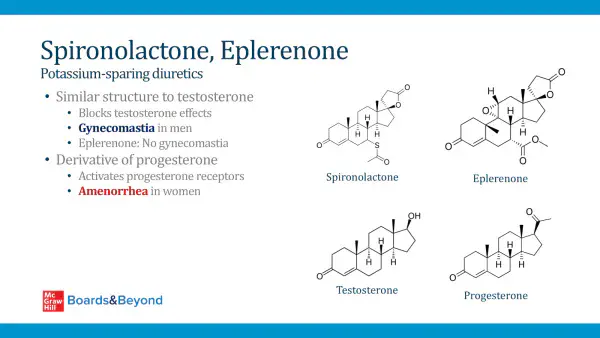 Spironolactone, Eplerenone
Potassium-sparing diuretics
• Similar structure to testosterone
• Blocks testosterone effects
• Gynecomastia in men
• Eplerenone: No gynecomastia
• Derivative of progesterone
• Activates progesterone receptors
• Amenorrhea in women
O
O
H
H
H
O
S
O
Spironolactone
O
O
H
O
H
H
O
O
O
Eplerenone
OH
H
H
H
O
Testosterone
O
H
H
H
O
Progesterone
Mc
Graw
Hill
Boards&Beyond